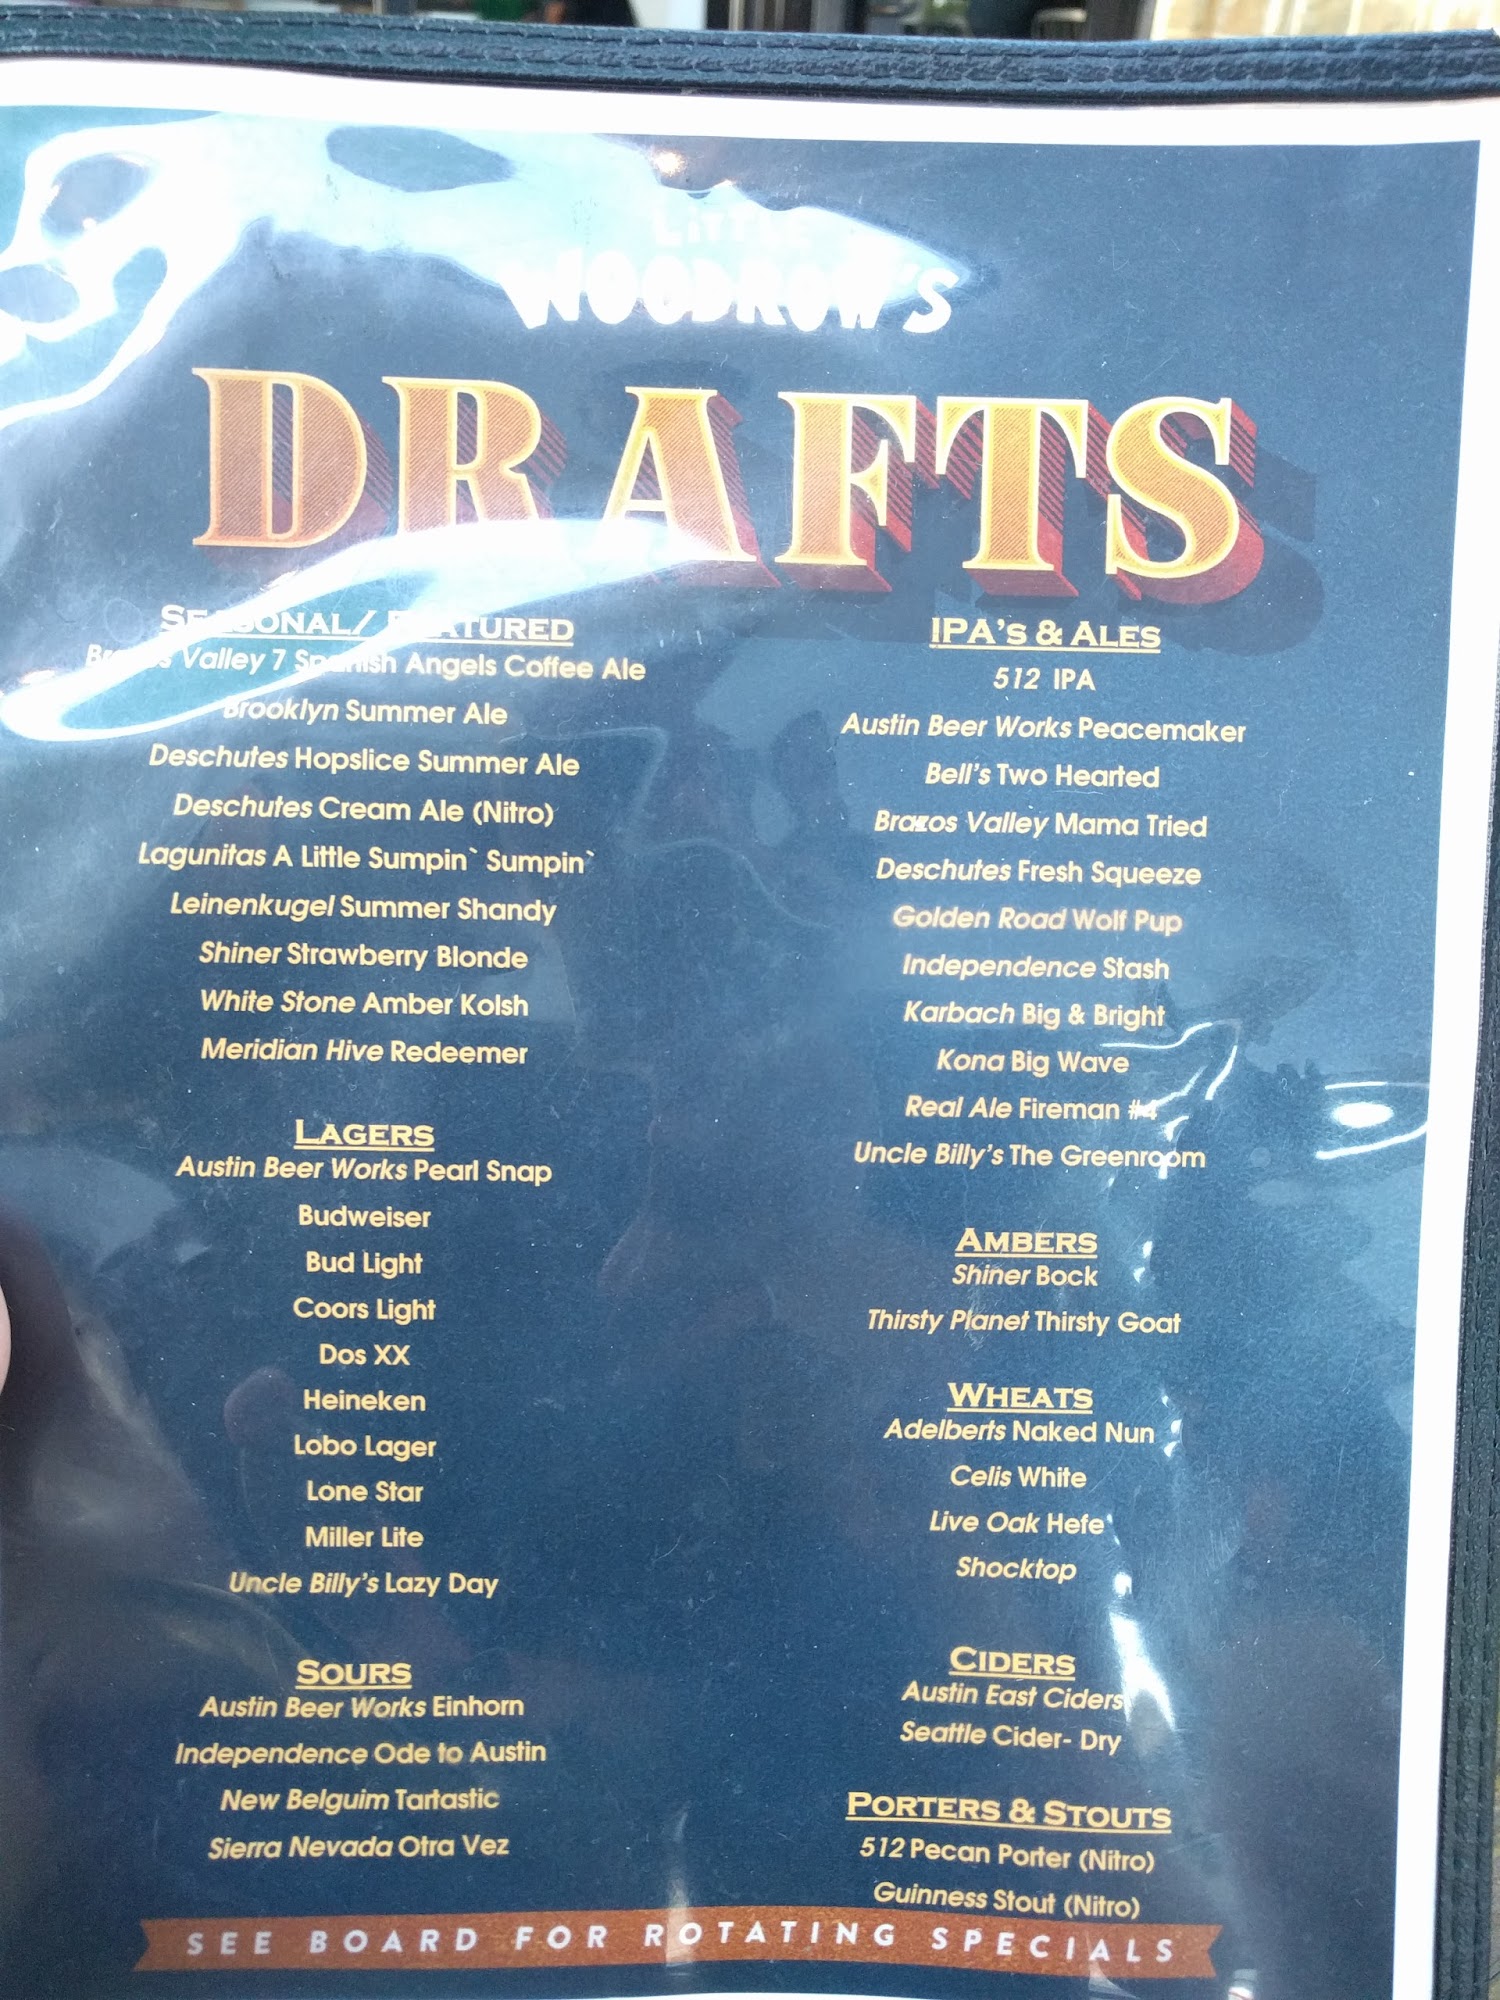 LITTLE
WOODROW'S
DRAFTS
SEASONAL/ FEATURED
Brazos Valley 7 Spanish Angels Coffee Ale
Brooklyn Summer Ale
Deschutes Hopslice Summer Ale
Deschutes Cream Ale (Nitro)
Lagunitas A Little Sumpin` Sumpin`
Leinenkugel Summer Shandy
Shiner Strawberry Blonde
White Stone Amber Kolsh
Meridian Hive Redeemer
LAGERS
Austin Beer Works Pearl Snap
Budweiser
Bud Light
Coors Light
Dos XX
Heineken
Lobo Lager
Lone Star
Miller Lite
Uncle Billy's Lazy Day
SOURS
Austin Beer Works Einhorn
Independence Ode to Austin
New Belguim Tartastic
Sierra Nevada Otra Vez
IPA's & ALES
512 IPA
Austin Beer Works Peacemaker
Bell's Two Hearted
Brazos Valley Mama Tried
Deschutes Fresh Squeeze
Golden Road Wolf Pup
Independence Stash
Karbach Big & Bright
Kona Big Wave
Real Ale Fireman #4
Uncle Billy's The Greenroom
AMBERS
Shiner Bock
Thirsty Planet Thirsty Goat
WHEATS
Adelberts Naked Nun
Celis White
Live Oak Hefe
Shocktop
CIDERS
Austin East Ciders
Seattle Cider- Dry
PORTERS & STOUTS
512 Pecan Porter (Nitro)
Guinness Stout (Nitro)
SEE BOARD FOR ROTATING SPECIALS